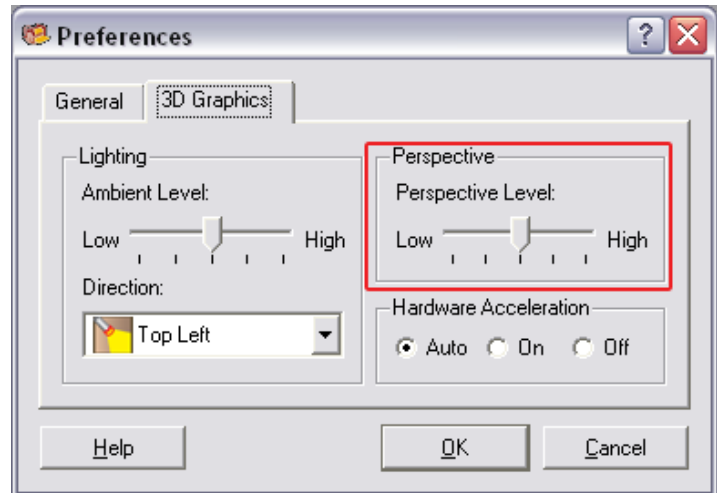 Preferences
General 3D Graphics
Lighting
Ambient Level:
Low High
Direction:
Top Left
Perspective
Perspective Level:
Low High
Hardware Acceleration
Auto On Off
Help OK Cancel